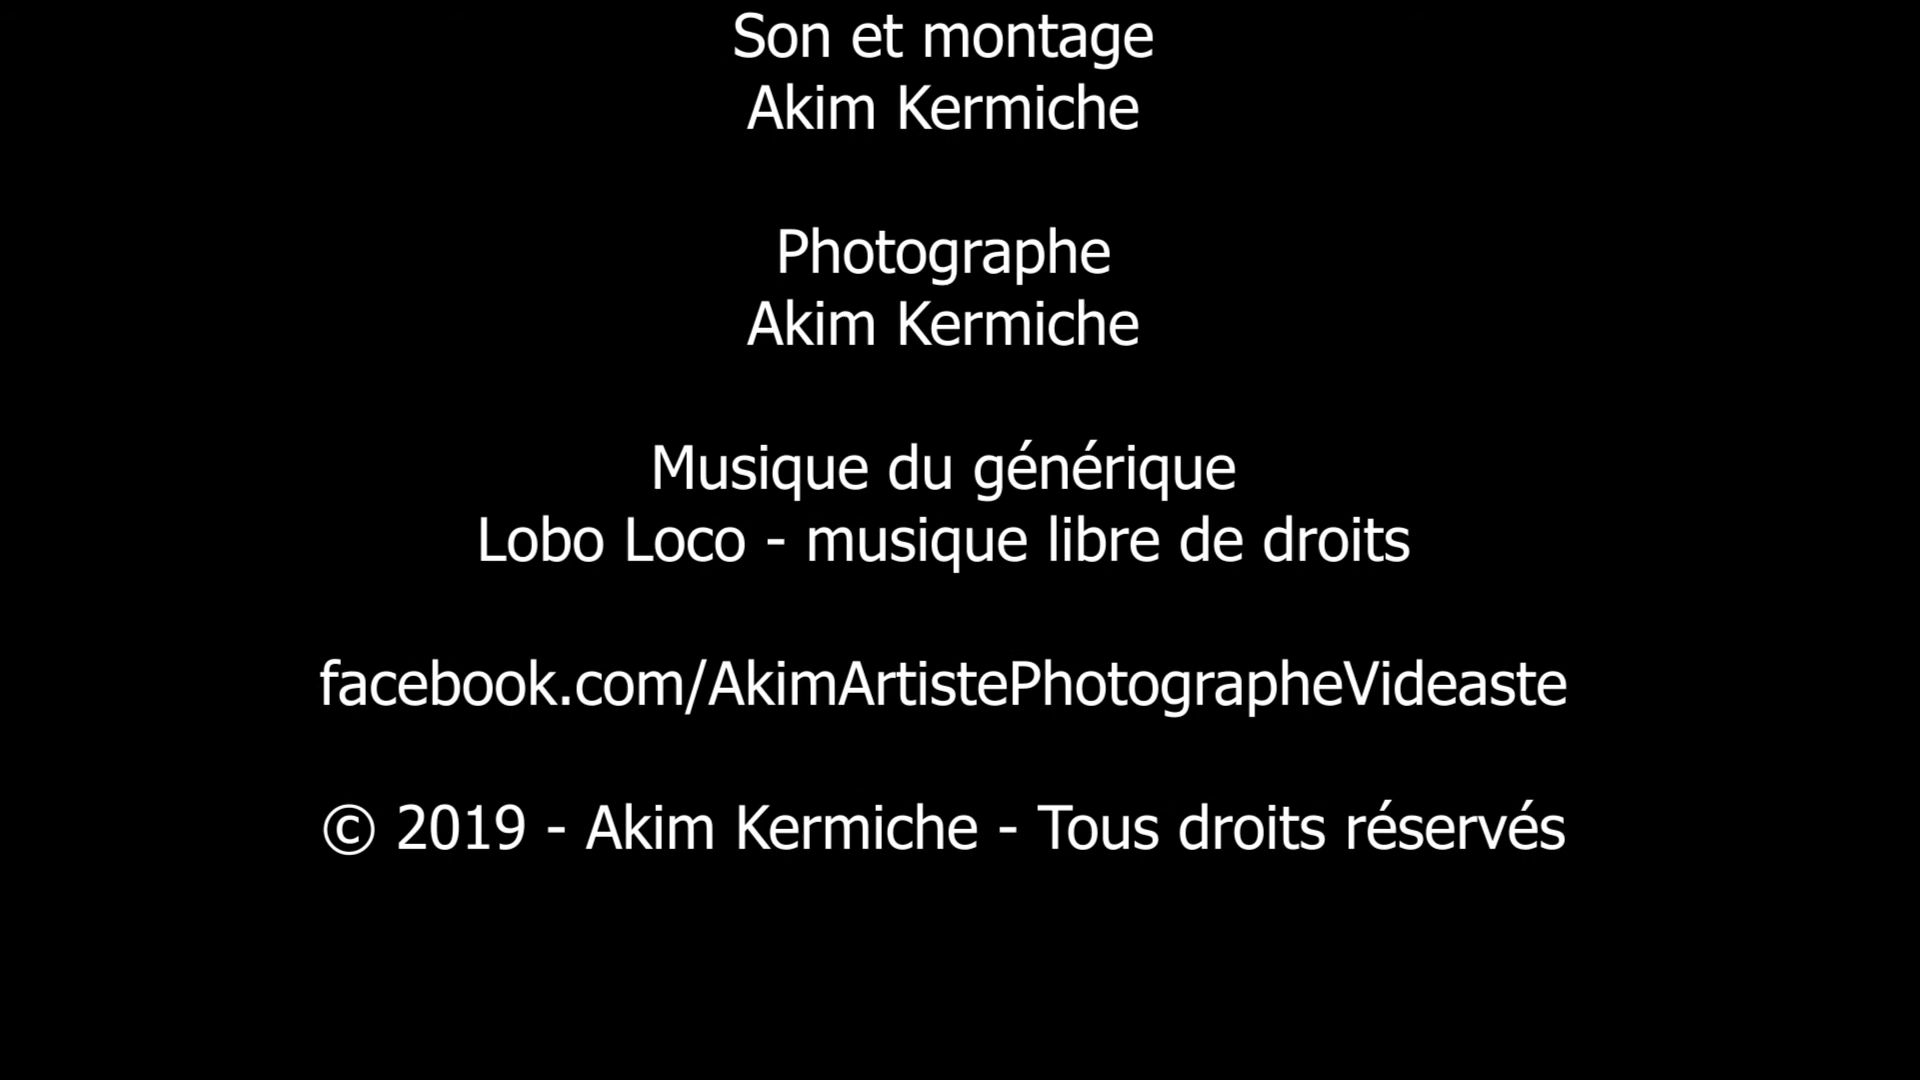 Son et montage
Akim Kermiche
Photographe
Akim Kermiche
Musique du générique
Lobo Loco - musique libre de droits
facebook.com/AkimArtistePhotographeVideaste
© 2019 - Akim Kermiche - Tous droits réservés